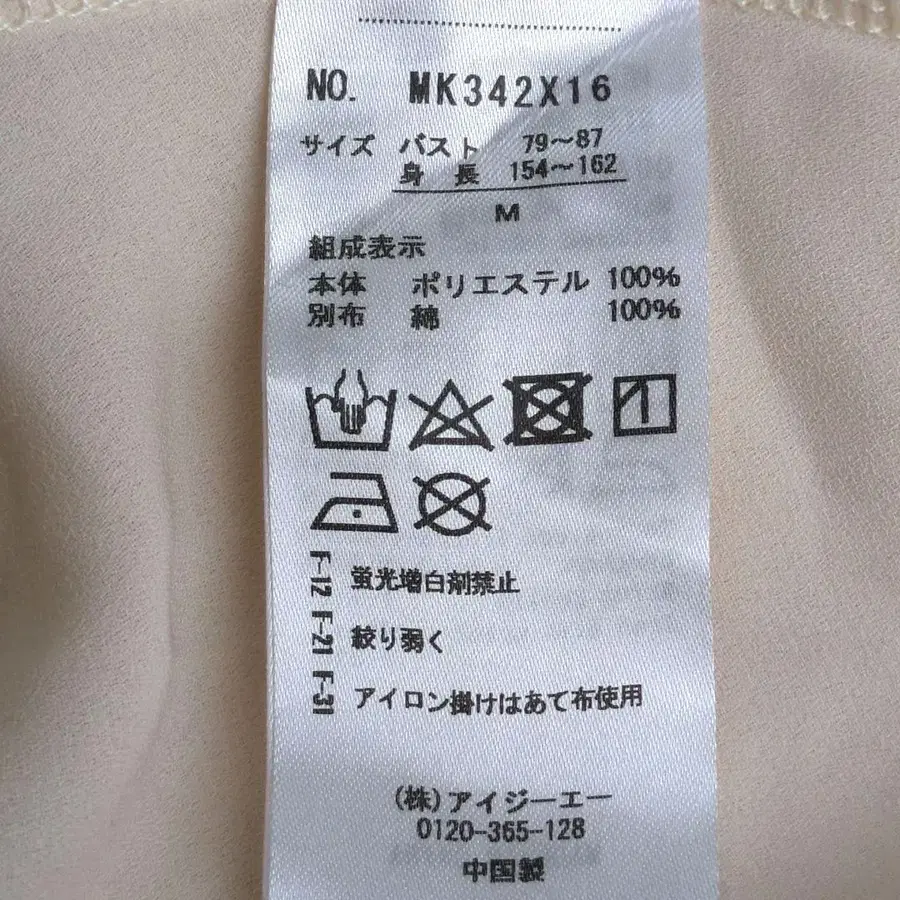 NO. MK342X16
サイズ バスト 79～87
身長 154～162
M
組成表示
本体 ポリエステル 100%
別布 綿 100%
F-12 蛍光増白剤禁止
F-21 絞り弱く
F-31 アイロン掛けはあて布使用
(株)アイジーエー
0120-365-128
中国製